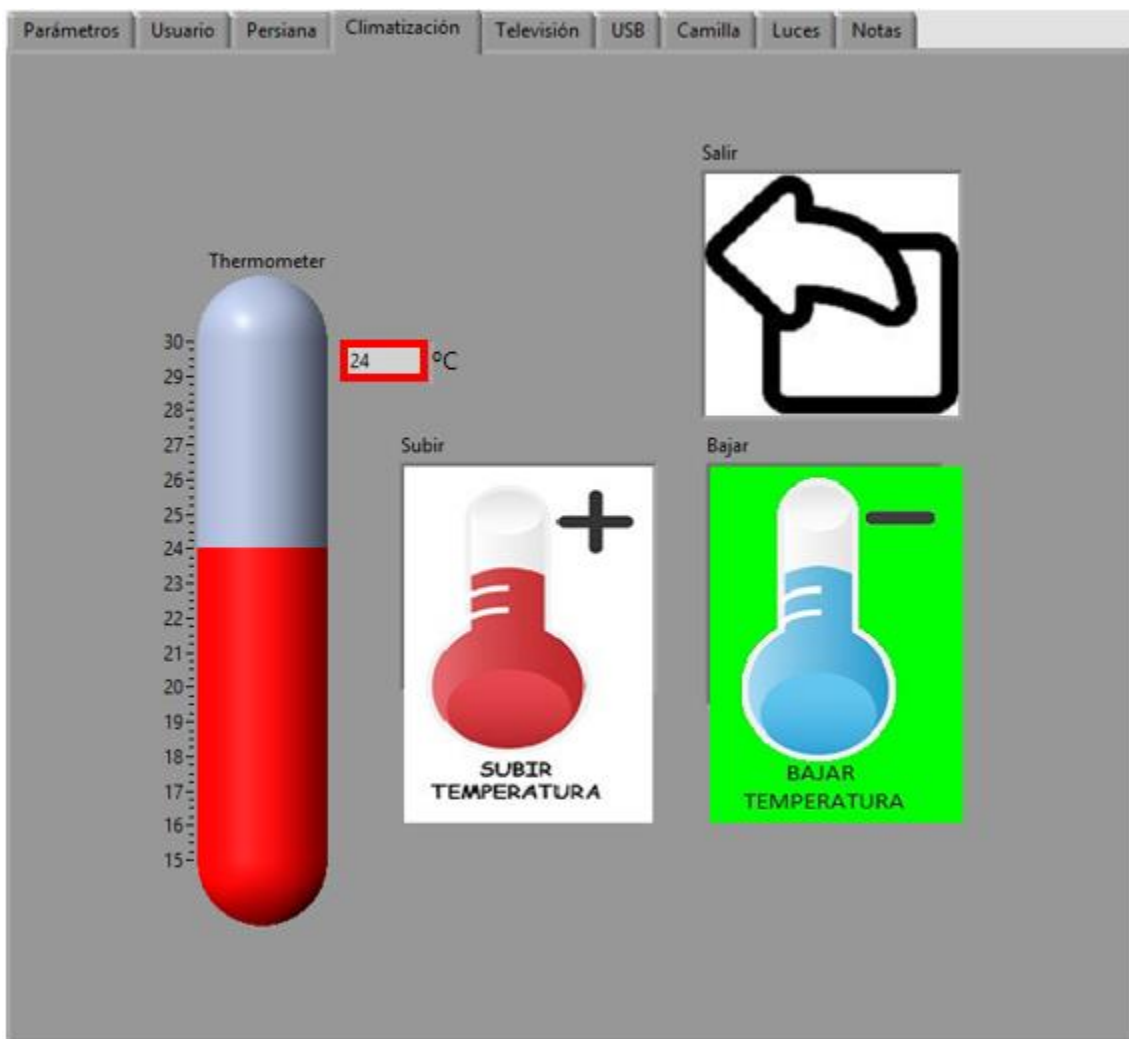 Parámetros
Usuario
Persiana
Climatización
Televisión
USB
Camilla
Luces
Notas
Salir
Thermometer
30
29
28
27
26
25
24
23
22
21
20
19
18
17
16
15
24 ºC
Subir
SUBIR
TEMPERATURA
Bajar
BAJAR
TEMPERATURA